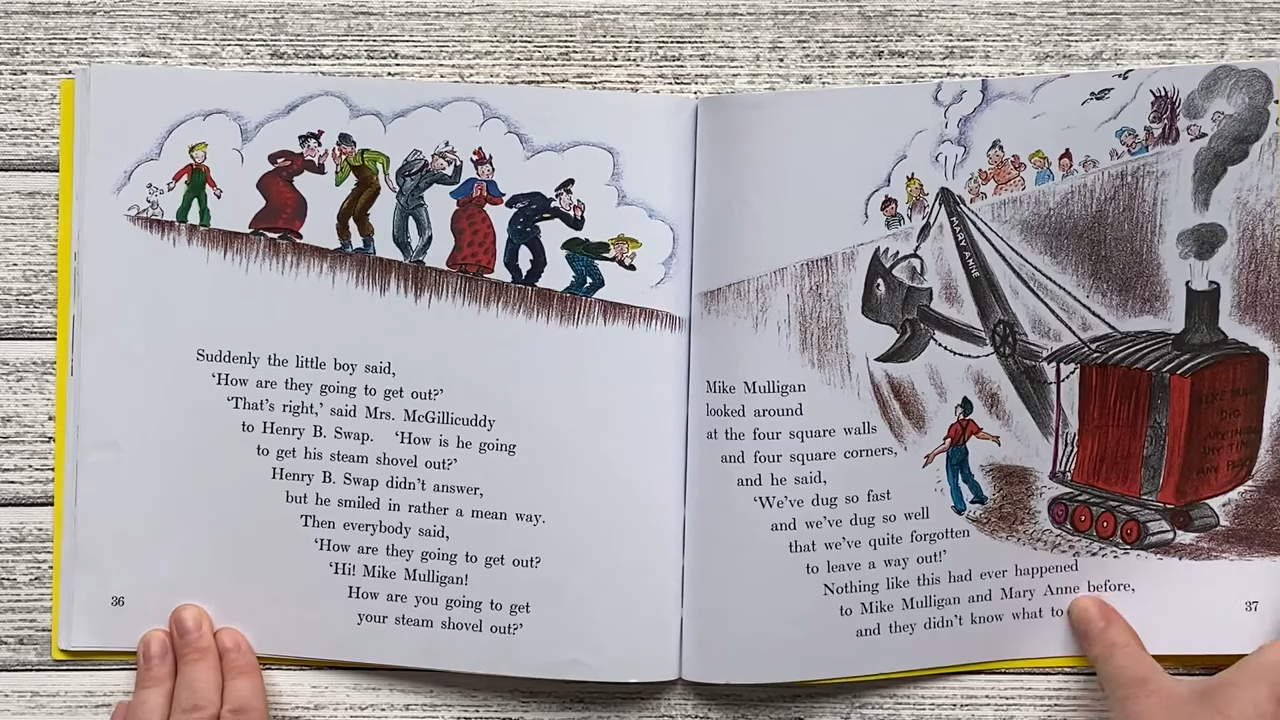 Suddenly the little boy said,
'How are they going to get out?'
'That's right,' said Mrs. McGillicuddy
to Henry B. Swap. 'How is he going
to get his steam shovel out?'
Henry B. Swap didn't answer,
but he smiled in rather a mean way.
Then everybody said,
'How are they going to get out?
'Hi! Mike Mulligan!
How are you going to get
your steam shovel out?'
36
MARY ANNE
DIG
ANY
Mike Mulligan
looked around
at the four square walls
and four square corners,
and he said,
'We've dug so fast
and we've dug so well
that we've quite forgotten
to leave a way out!'
Nothing like this had ever happened
to Mike Mulligan and Mary Anne before,
and they didn't know what to
37